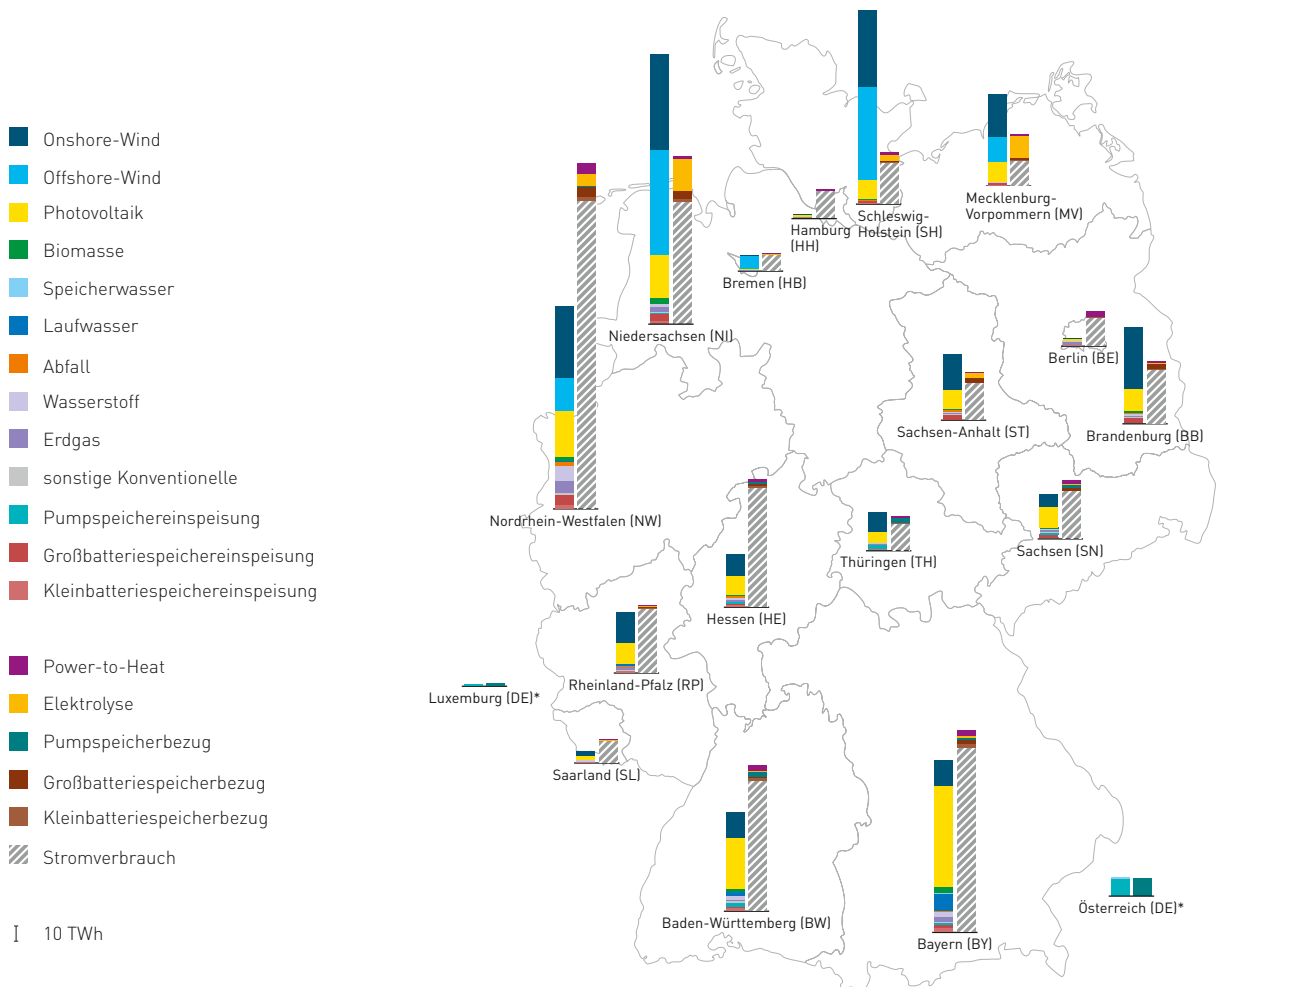 Onshore-Wind
Offshore-Wind
Photovoltaik
Biomasse
Speicherwasser
Laufwasser
Abfall
Wasserstoff
Erdgas
sonstige Konventionelle
Pumpspeichereinspeisung
Großbatteriespeichereinspeisung
Kleinbatteriespeichereinspeisung
Power-to-Heat
Elektrolyse
Pumpspeicherbezug
Großbatteriespeicherbezug
Kleinbatteriespeicherbezug
Stromverbrauch
10 TWh
Mecklenburg-
Vorpommern (MV)
Schleswig-
Holstein (SH)
Hamburg
(HH)
Bremen (HB)
Niedersachsen (NI)
Berlin (BE)
Sachsen-Anhalt (ST)
Brandenburg (BB)
Nordrhein-Westfalen (NW)
Sachsen (SN)
Thüringen (TH)
Hessen (HE)
Rheinland-Pfalz (RP)
Luxemburg (DE)*
Saarland (SL)
Österreich (DE)*
Baden-Württemberg (BW)
Bayern (BY)